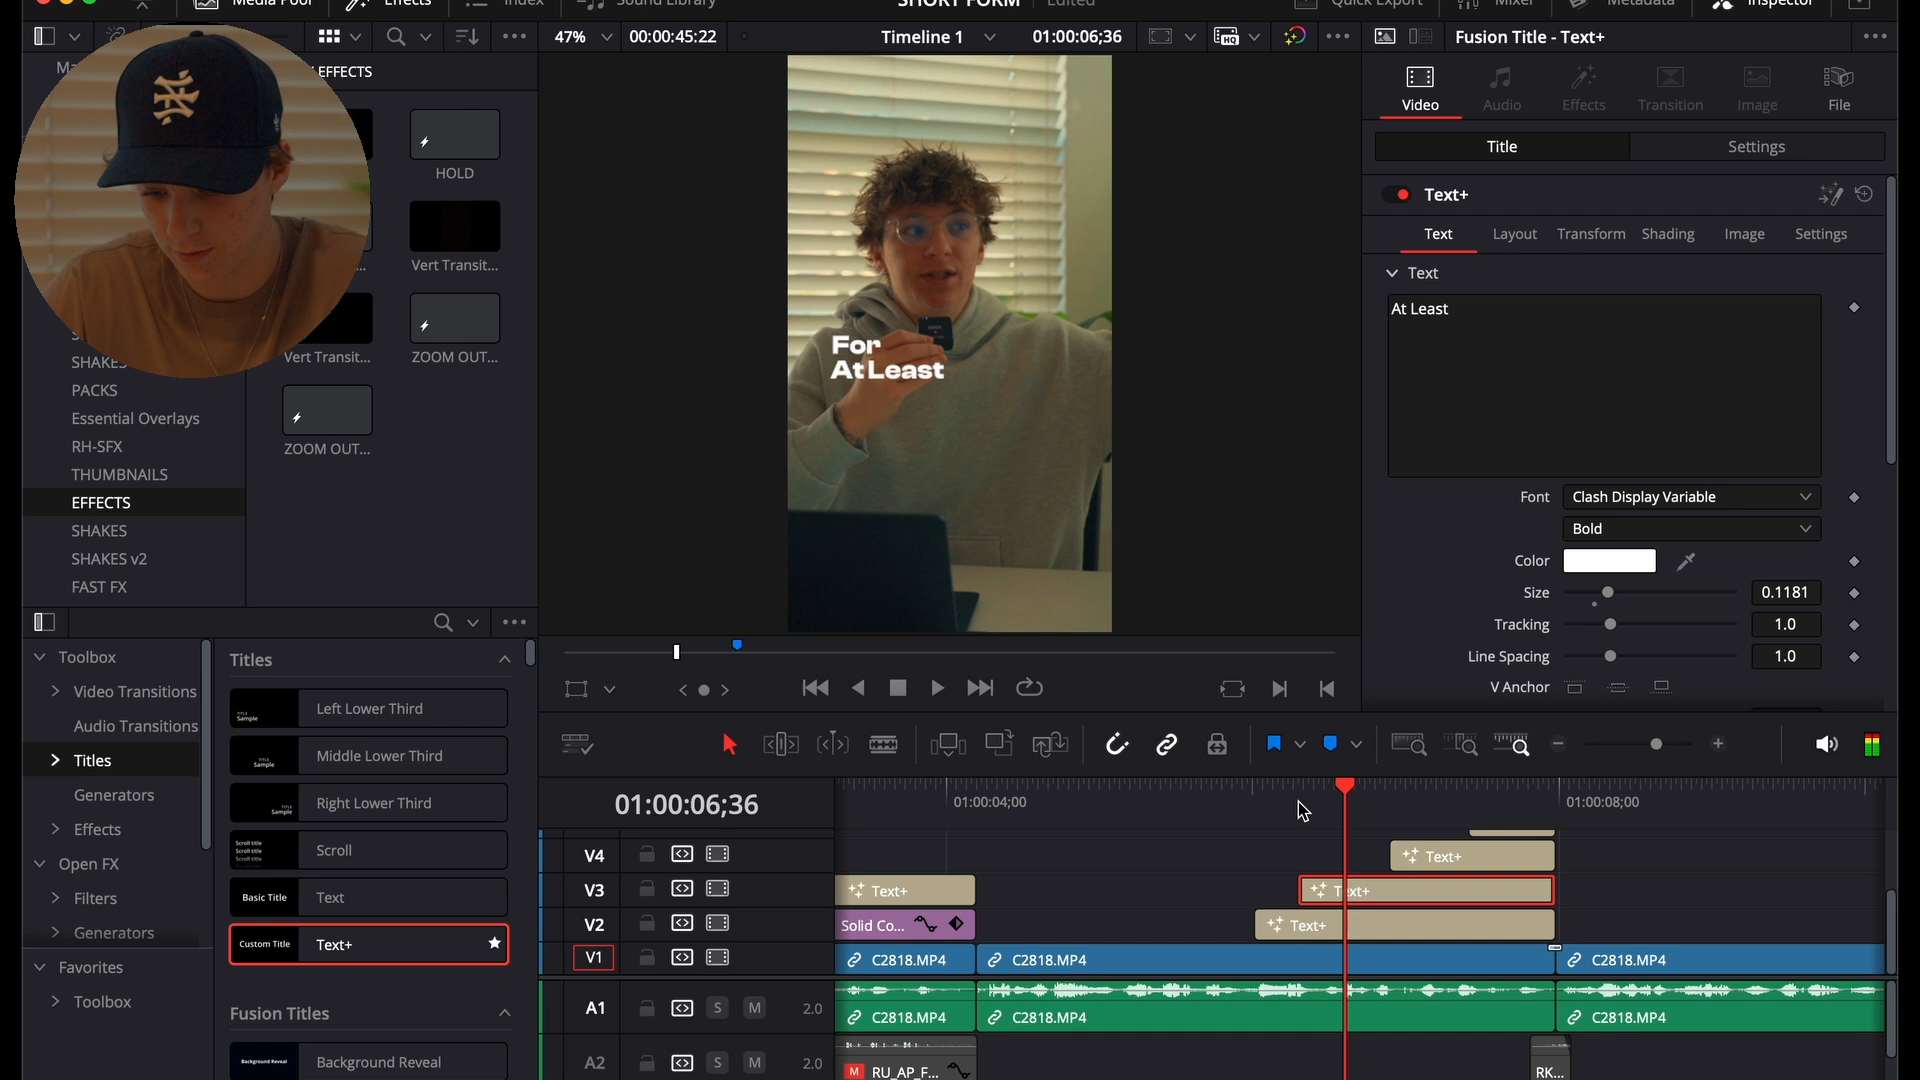 Media Pool
Effects
Index
Sound Library
SHORT FORM
Edited
Quick Export
Mixer
Metadata
Inspector
47%
00:00:45:22
Timeline 1
01:00:06;36
Fusion Title - Text+
EFFECTS
HOLD
Vert Transit...
Vert Transit...
ZOOM OUT...
ZOOM OUT...
SHAKES
PACKS
Essential Overlays
RH-SFX
THUMBNAILS
EFFECTS
SHAKES
SHAKES v2
FAST FX
For
At Least
Video
Audio
Effects
Transition
Image
File
Title
Settings
Text+
Text
Layout
Transform
Shading
Image
Settings
Text
At Least
Font
Clash Display Variable
Bold
Color
Size
0.1181
Tracking
1.0
Line Spacing
1.0
V Anchor
Toolbox
Video Transitions
Audio Transitions
Titles
Generators
Effects
Open FX
Filters
Generators
Favorites
Toolbox
Titles
Left Lower Third
Middle Lower Third
Right Lower Third
Scroll
Basic Title
Text
Custom Title
Text+
Fusion Titles
Background Reveal
Background Reveal
01:00:06;36
01:00:04;00
01:00:08;00
V4
Text+
V3
Text+
Text+
V2
Solid Co...
Text+
V1
C2818.MP4
C2818.MP4
C2818.MP4
A1
S
M
2.0
C2818.MP4
C2818.MP4
C2818.MP4
A2
S
M
2.0
M
RU_AP_F...
RK...